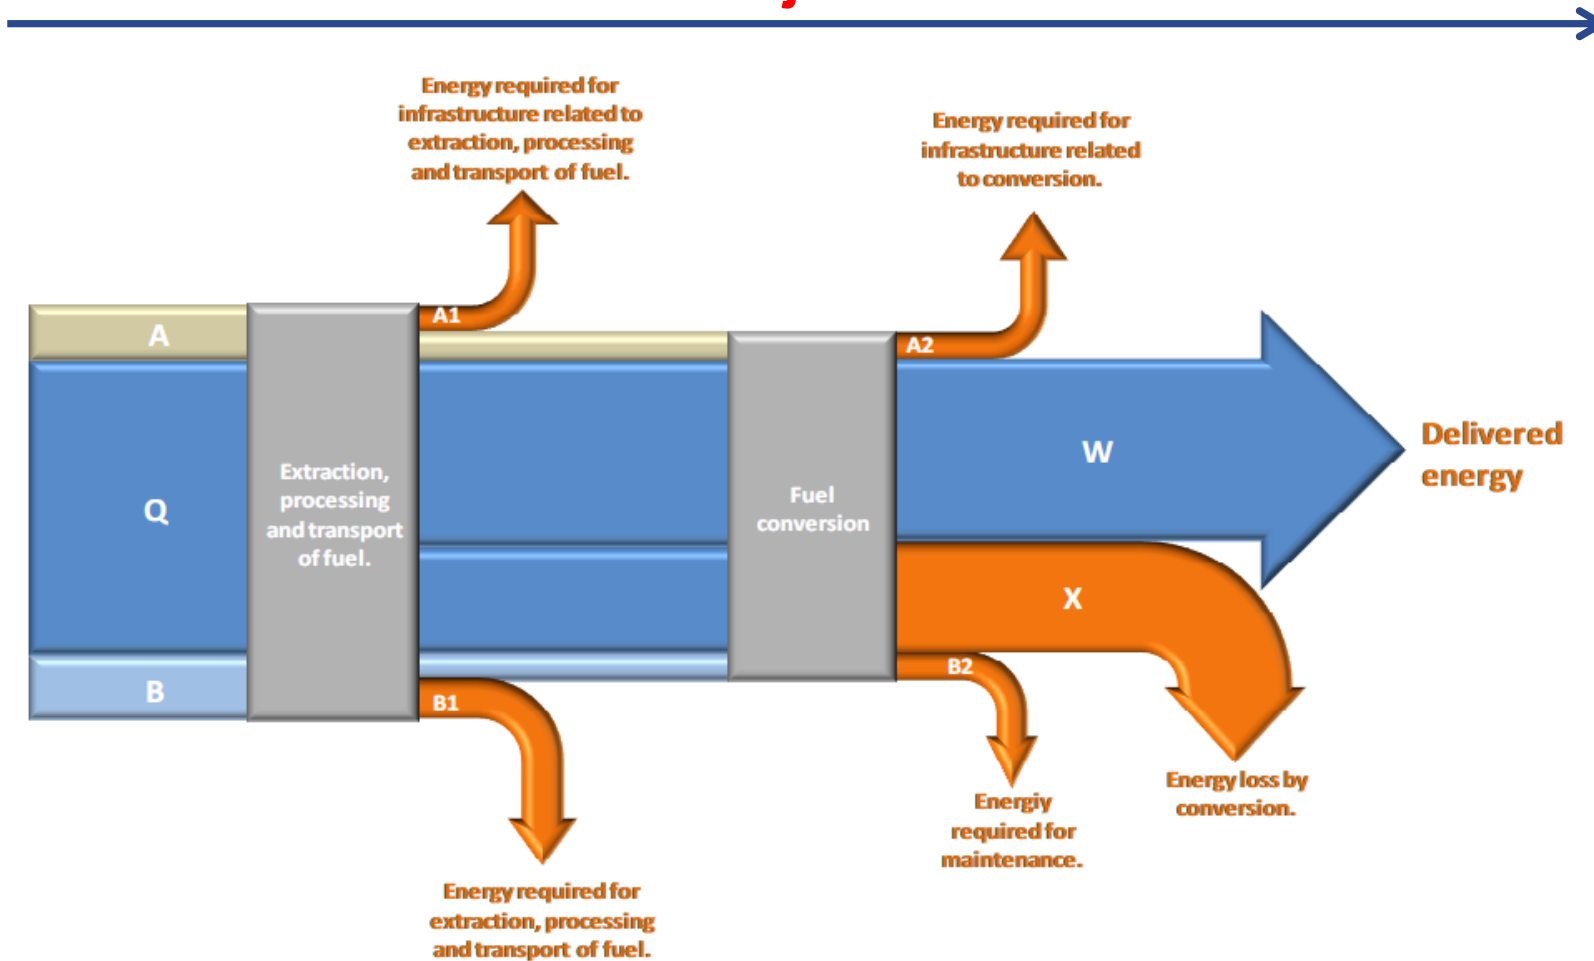 Energy required for
infrastructure related to
extraction, processing
and transport of fuel.
Energy required for
infrastructure related
to conversion.
A
A1
A2
Q
Extraction,
processing
and transport
of fuel.
Fuel
conversion
W
Delivered
energy
X
B
B1
B2
Energy required for
extraction, processing
and transport of fuel.
Energiy
required for
maintenance.
Energy loss by
conversion.